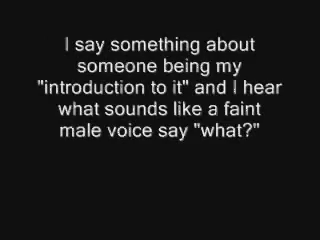 I say something about
someone being my
"introduction to it" and I hear
what sounds like a faint
male voice say "what?"